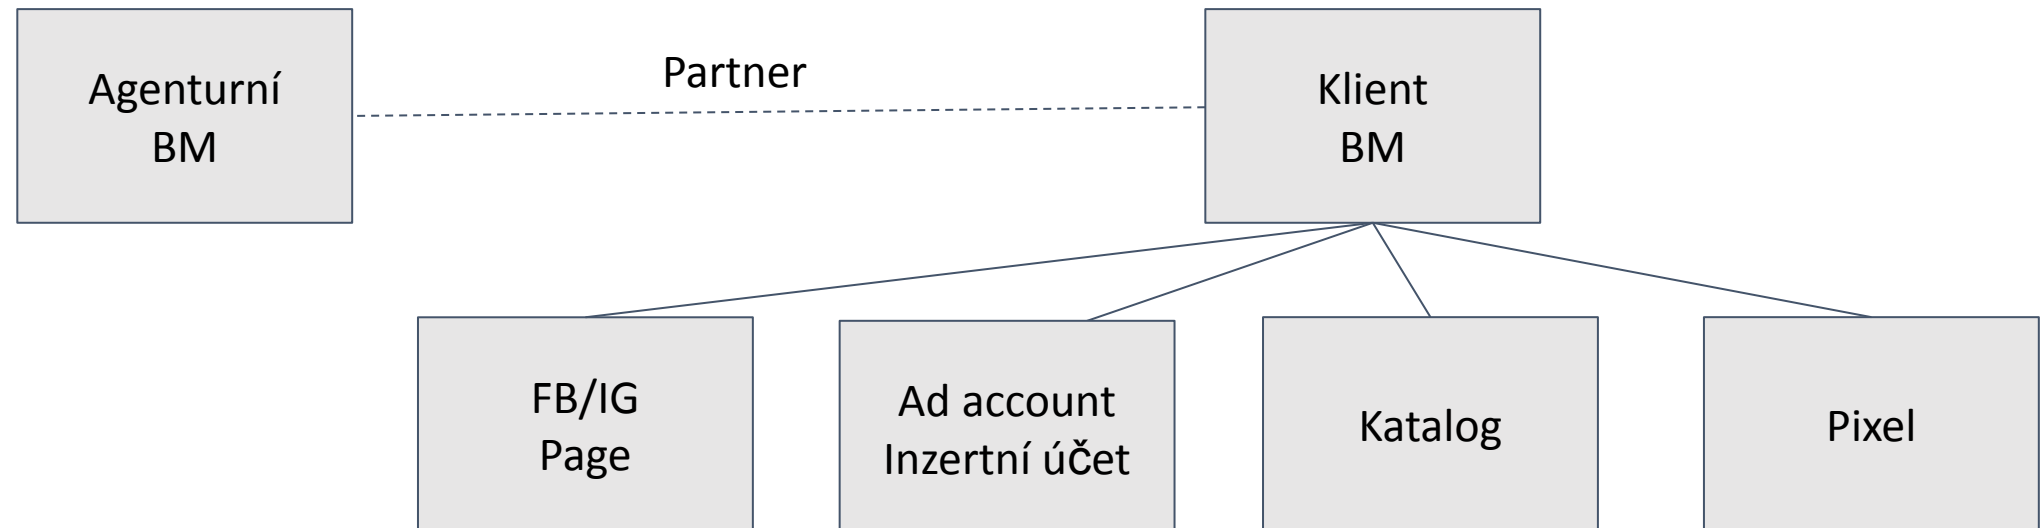 Agenturní
BM
Partner
Klient
BM
FB/IG
Page
Ad account
Inzertní účet
Katalog
Pixel